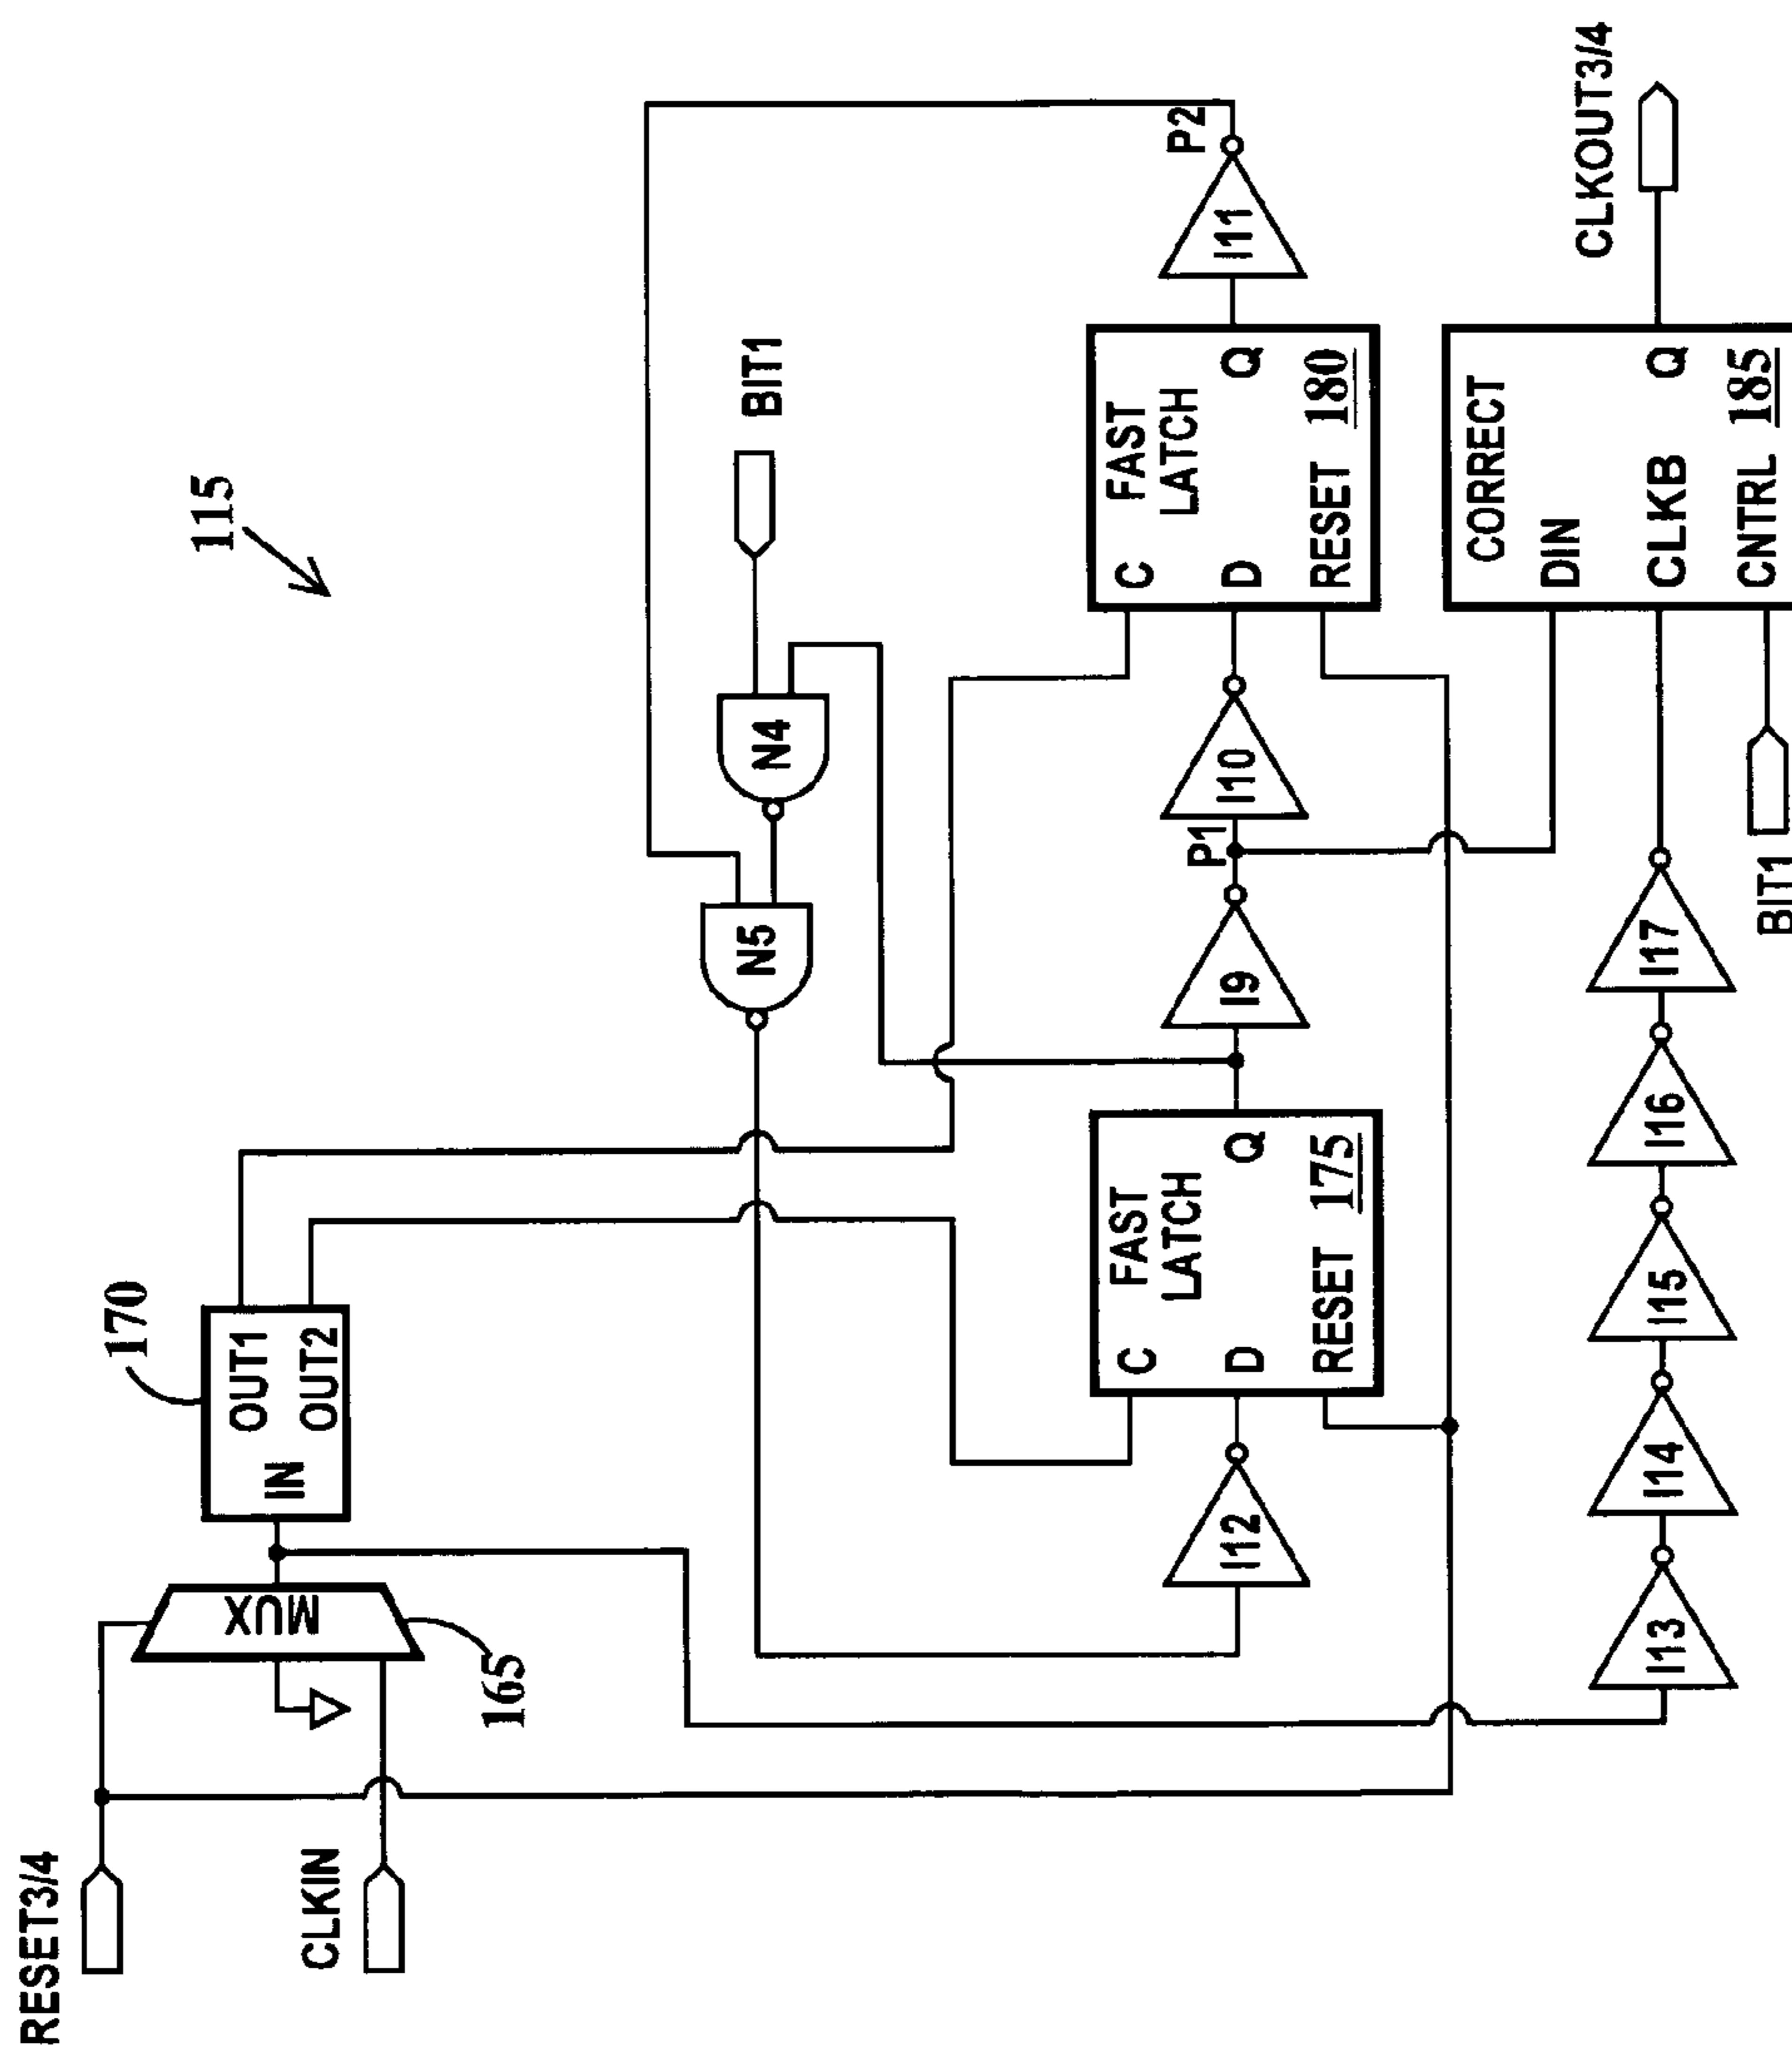 115
RESET3/4
CLKIN
MUX
165
170
IN
OUT1
OUT2
N5
N4
BIT1
I12
C
FAST
LATCH
D
Q
RESET 175
I9
P1
I10
C
FAST
LATCH
D
Q
RESET 180
I11
P2
I13
I14
I15
I16
I17
BIT1
CORRECT
DIN
CLKB
Q
CNTRL 185
CLKOUT3/4